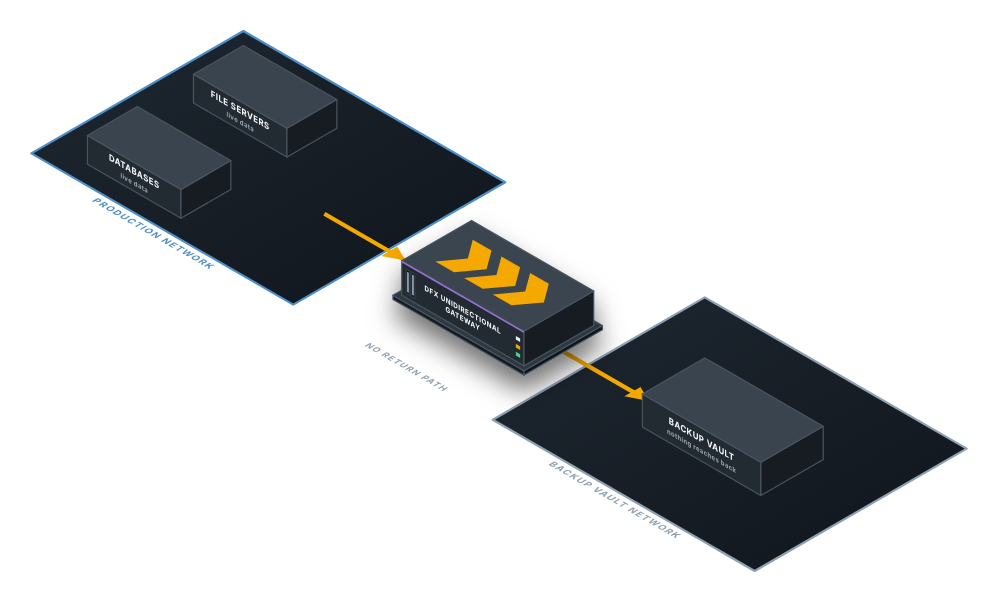 FILE SERVERS
live data
DATABASES
live data
PRODUCTION NETWORK
DFX UNIDIRECTIONAL
GATEWAY
NO RETURN PATH
BACKUP VAULT
nothing reaches back
BACKUP VAULT NETWORK